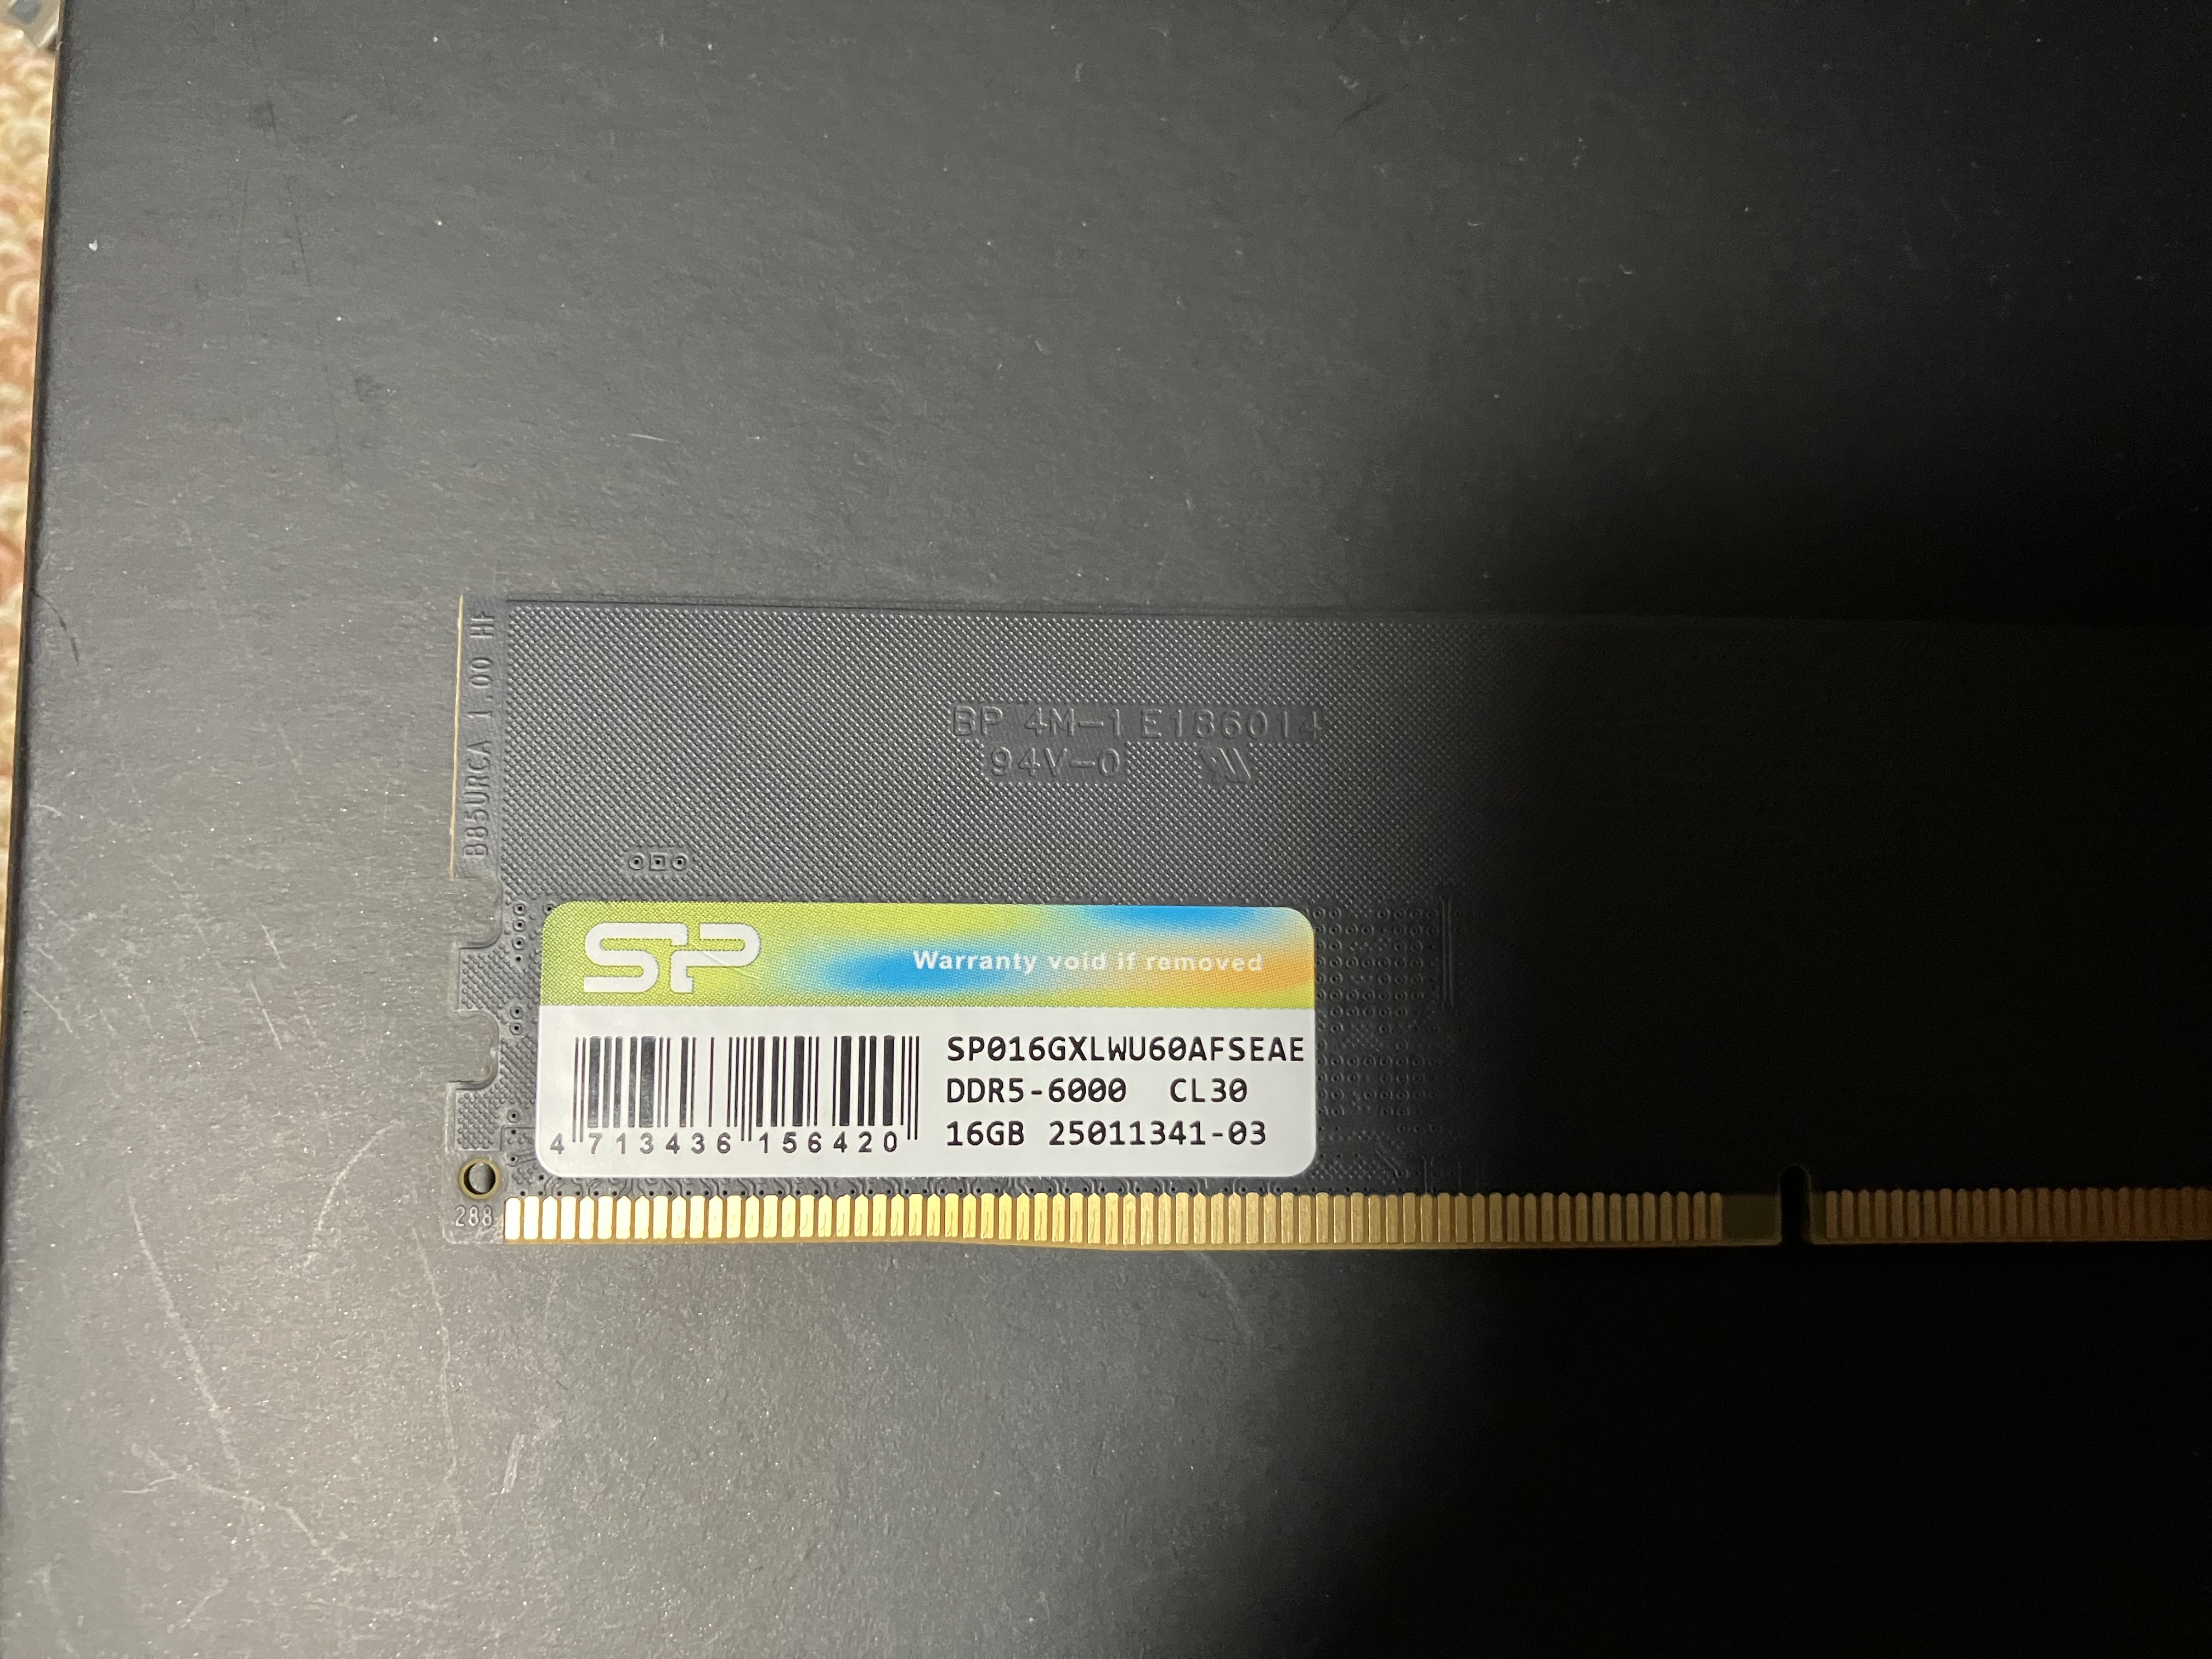 B85URCA 1.00 HF
BP 4M-1 E186014
94V-0
SP
Warranty void if removed
SP016GXLWU60AFSEAE
DDR5-6000 CL30
16GB 25011341-03
4 713436 156420
288